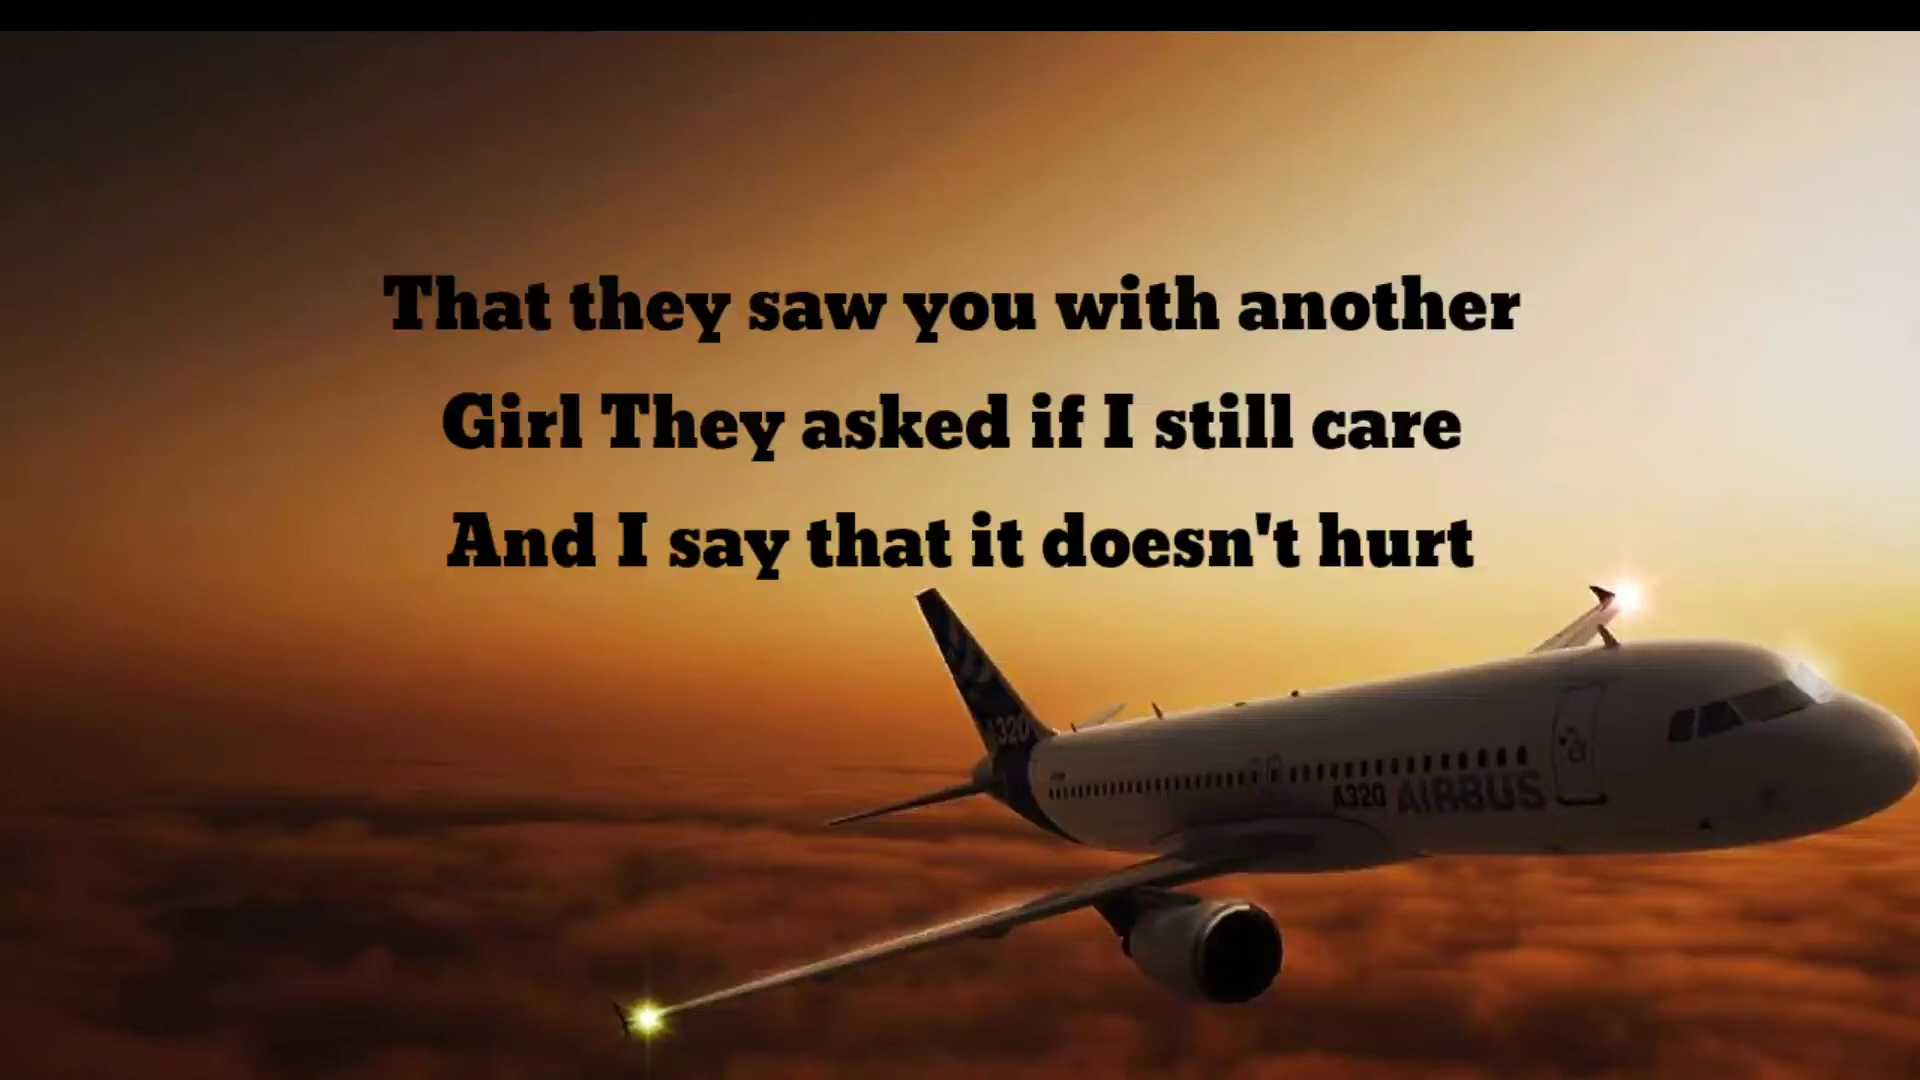 That they saw you with another
Girl They asked if I still care
And I say that it doesn't hurt
A320
A320 AIRBUS